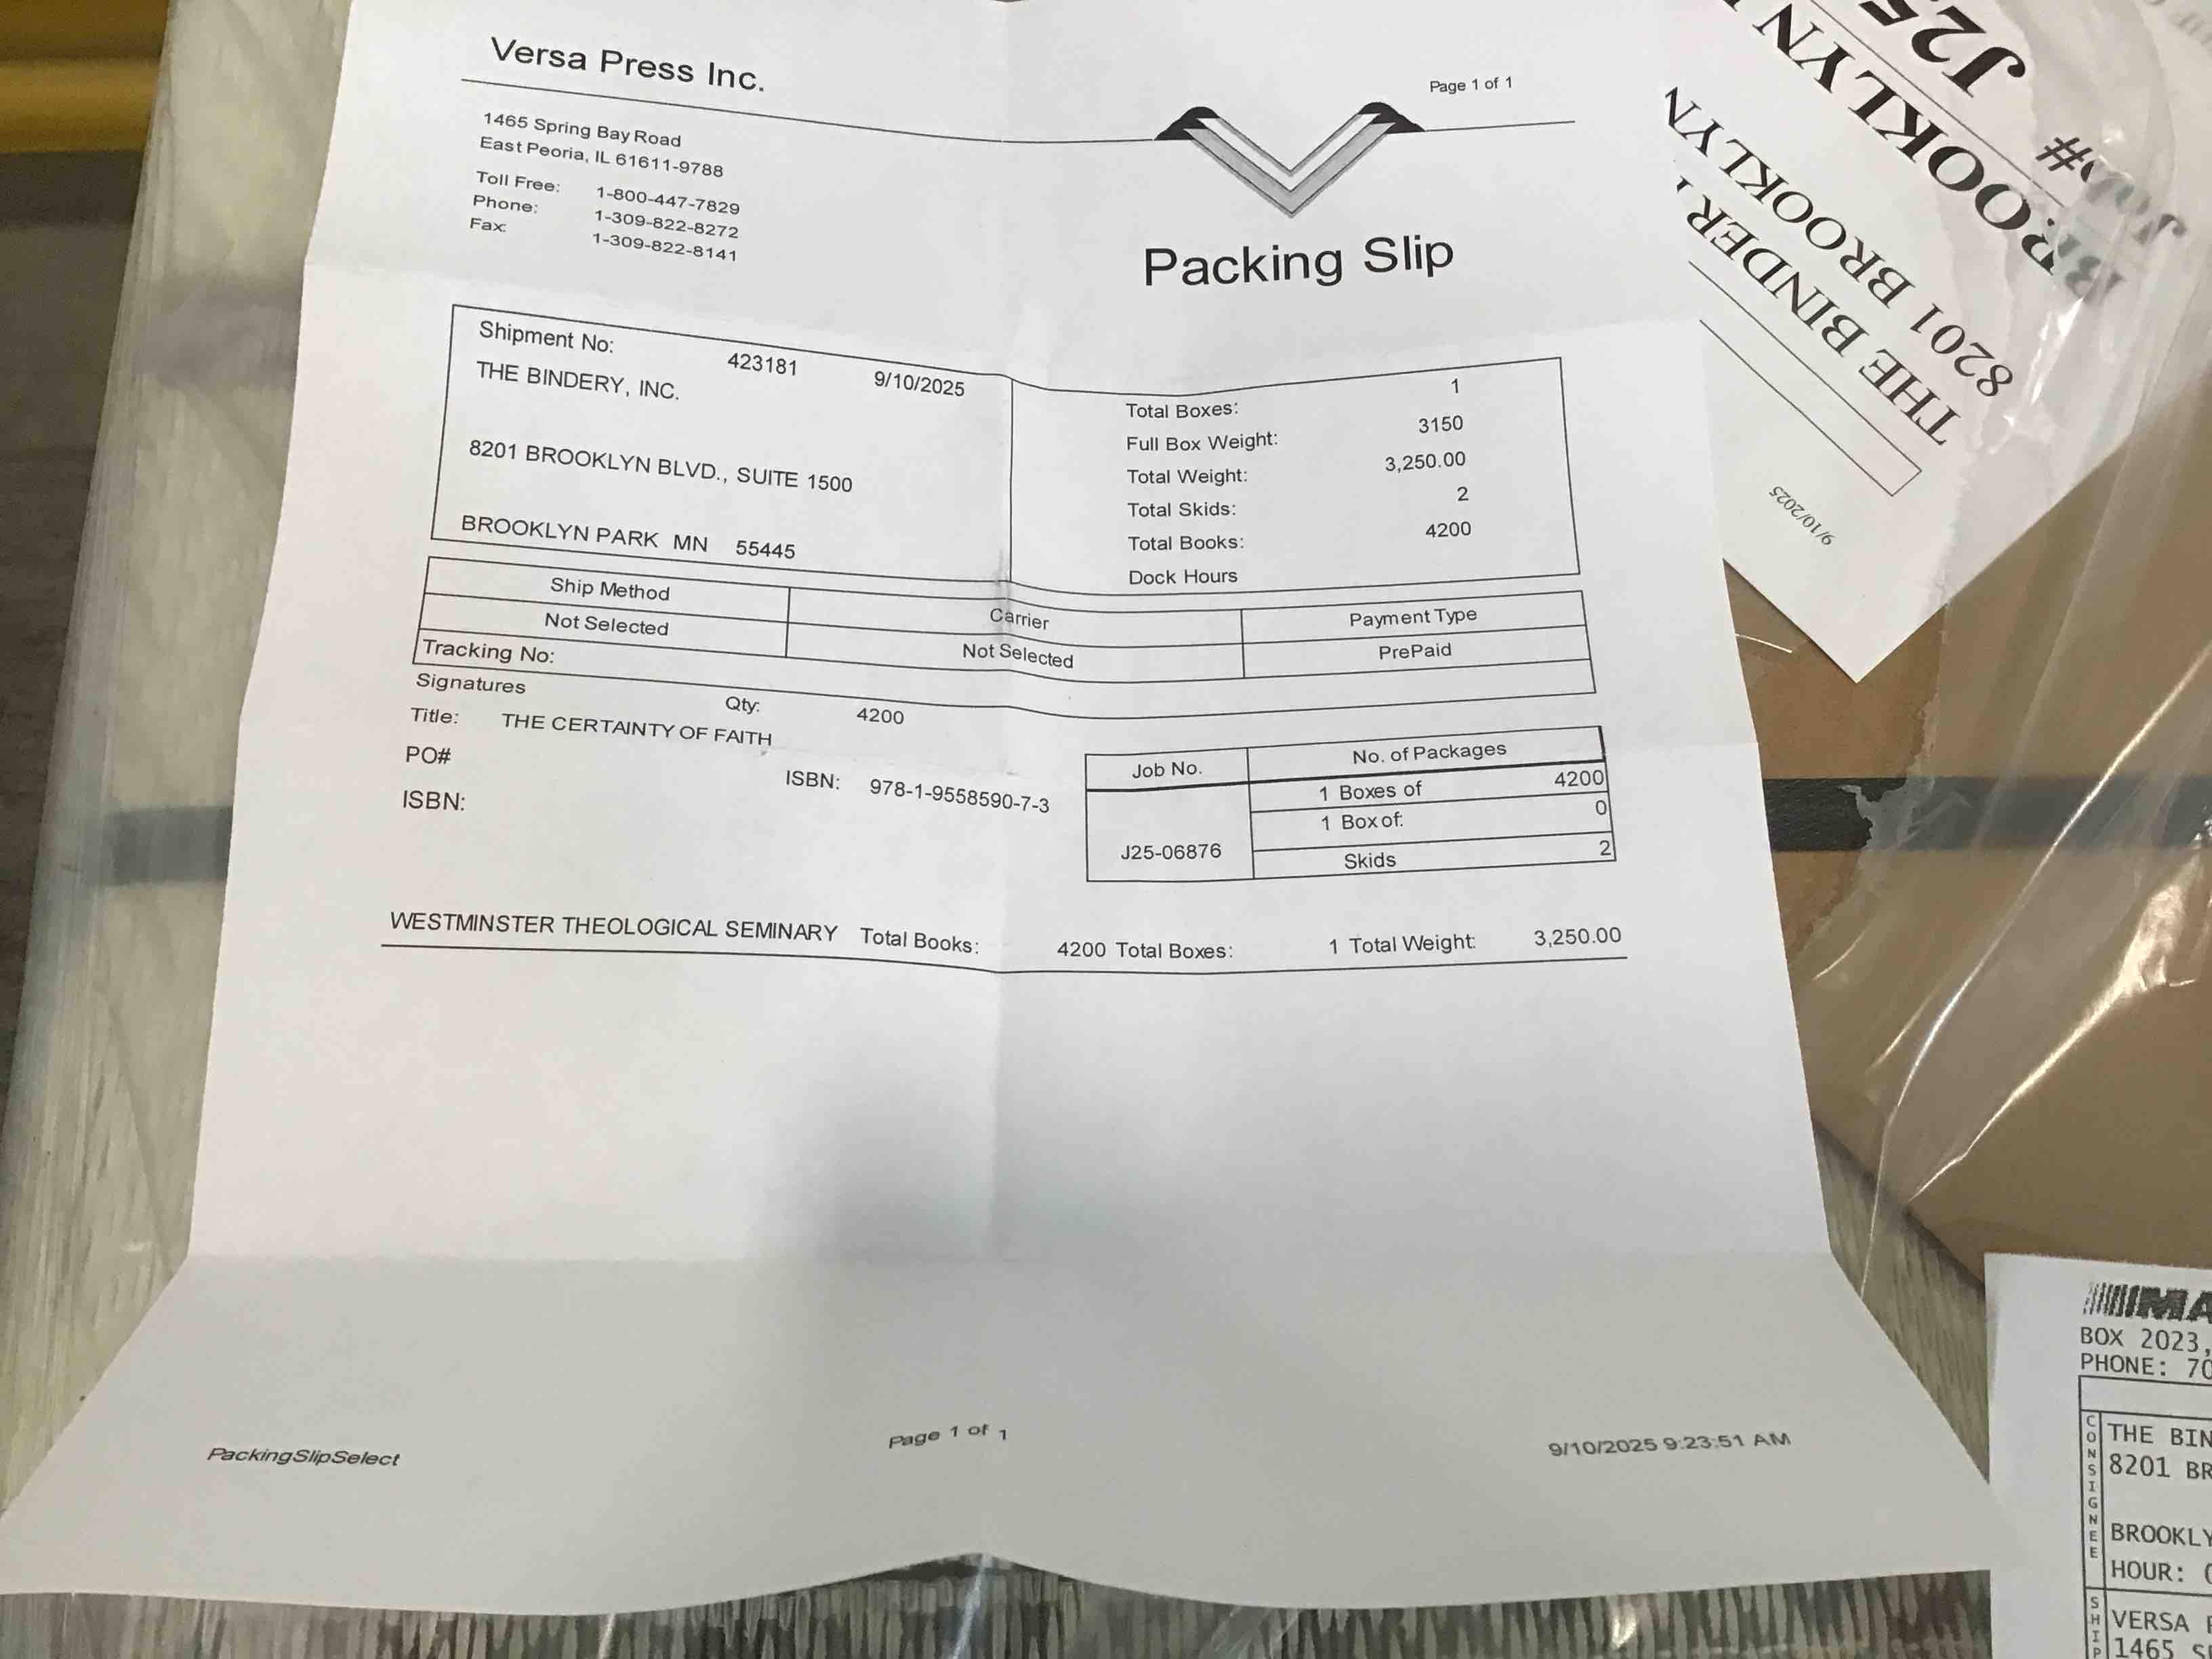 Versa Press Inc.
Page 1 of 1
1465 Spring Bay Road
East Peoria, IL 61611-9788
Toll Free: 1-800-447-7829
Phone: 1-309-822-8272
Fax: 1-309-822-8141
Packing Slip
Shipment No: 423181 9/10/2025
THE BINDERY, INC.
8201 BROOKLYN BLVD., SUITE 1500
BROOKLYN PARK MN 55445
Total Boxes: 1
Full Box Weight: 3150
Total Weight: 3,250.00
Total Skids: 2
Total Books: 4200
Dock Hours
Ship Method Carrier Payment Type
Not Selected Not Selected PrePaid
Tracking No:
Signatures Qty: 4200
Title: THE CERTAINTY OF FAITH
PO# ISBN: 978-1-9558590-7-3
ISBN:
Job No. No. of Packages
1 Boxes of 4200
1 Box of: 0
J25-06876 Skids 2
WESTMINSTER THEOLOGICAL SEMINARY Total Books: 4200 Total Boxes: 1 Total Weight: 3,250.00
PackingSlipSelect Page 1 of 1 9/10/2025 9:23:51 AM
9/10/2025
THE BINDER
8201 BROOKLYN
BROOKLYN
#
J25
BOX 2023,
PHONE: 70
CONSIGNEE
THE BIN
8201 BR
BROOKLY
HOUR:
SHIP
VERSA
1465